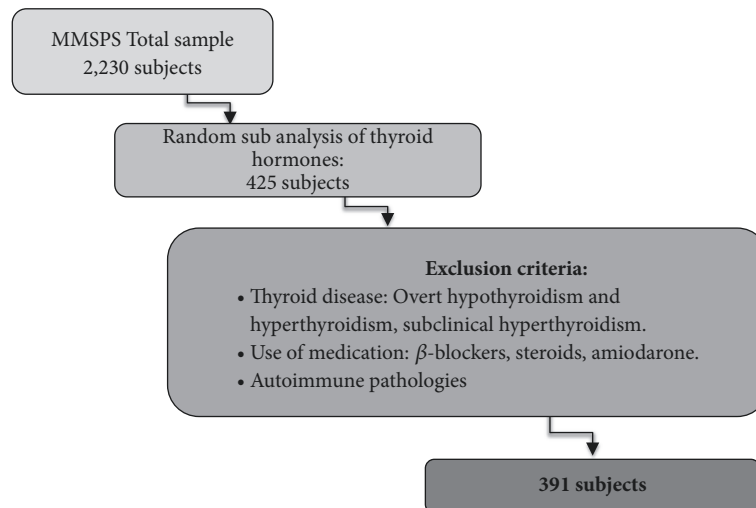 MMSPS Total sample
2,230 subjects
Random sub analysis of thyroid
hormones:
425 subjects
Exclusion criteria:
• Thyroid disease: Overt hypothyroidism and
hyperthyroidism, subclinical hyperthyroidism.
• Use of medication: β-blockers, steroids, amiodarone.
• Autoimmune pathologies
391 subjects